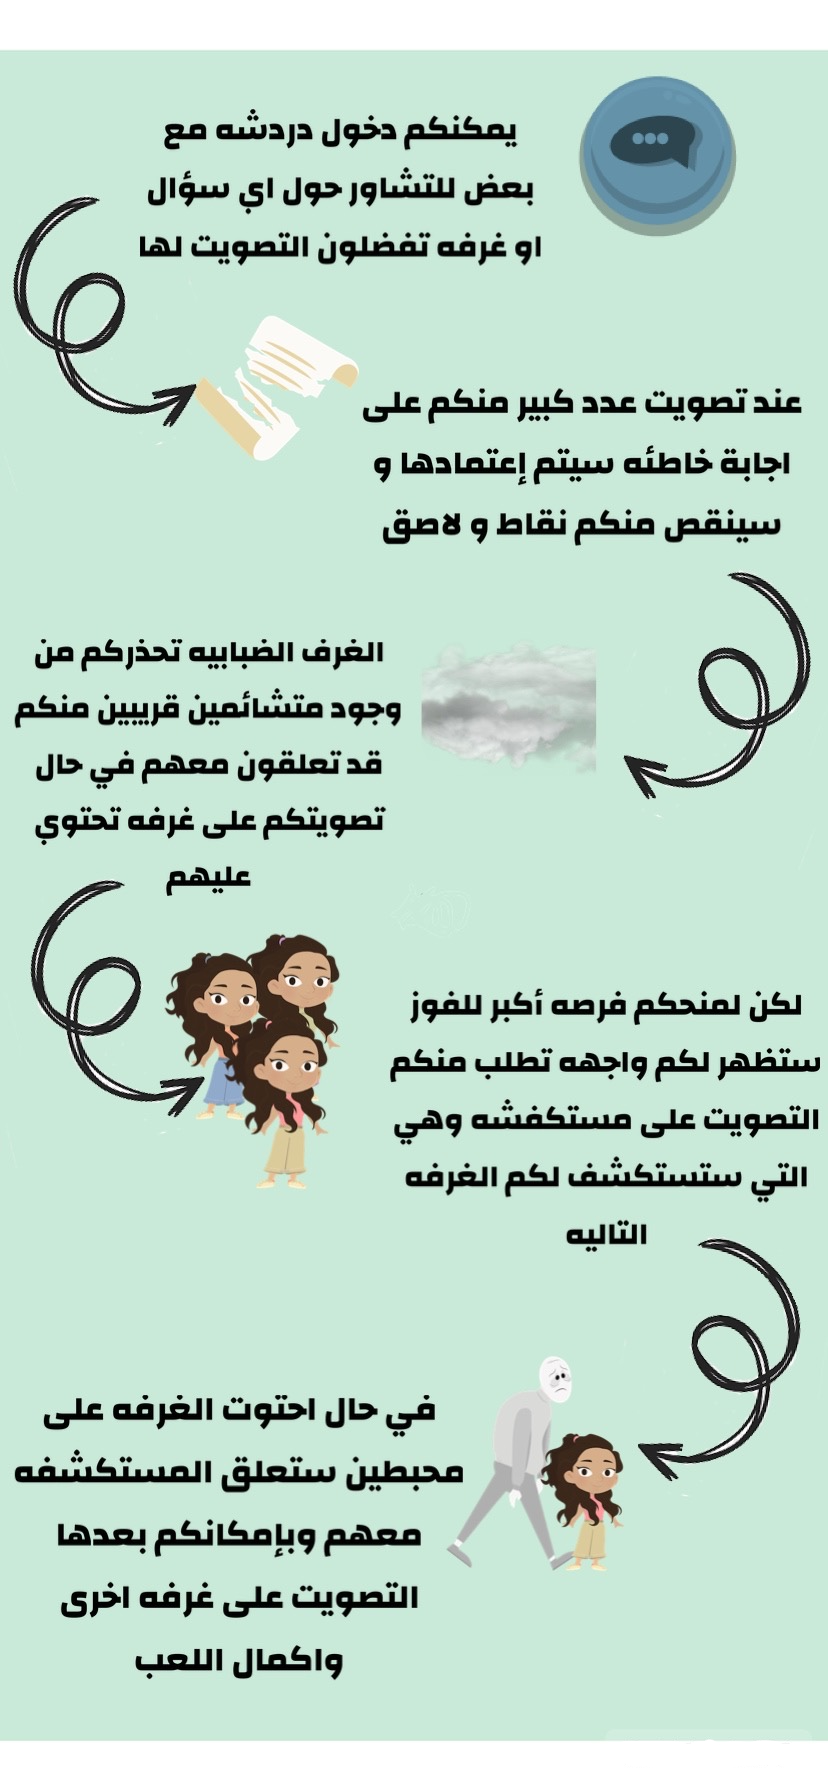 يمكنكم دخول دردشه مع
بعض للتشاور حول اي سؤال
او غرفه تفضلون التصويت لها
عند تصويت عدد كبير منكم على
اجابة خاطئه سيتم إعتمادها و
سينقص منكم نقاط و لاصق
الغرف الضبابيه تحذركم من
وجود متشائمين قريبين منكم
قد تعلقون معهم في حال
تصويتكم على غرفه تحتوي
عليهم
لكن لمنحكم فرصه أكبر للفوز
ستظهر لكم واجهه تطلب منكم
التصويت على مستكفشه وهي
التي ستستكشف لكم الغرفه
التاليه
في حال احتوت الغرفه على
محبطين ستعلق المستكشفه
معهم وبإمكانكم بعدها
التصويت على غرفه اخرى
واكمال اللعب